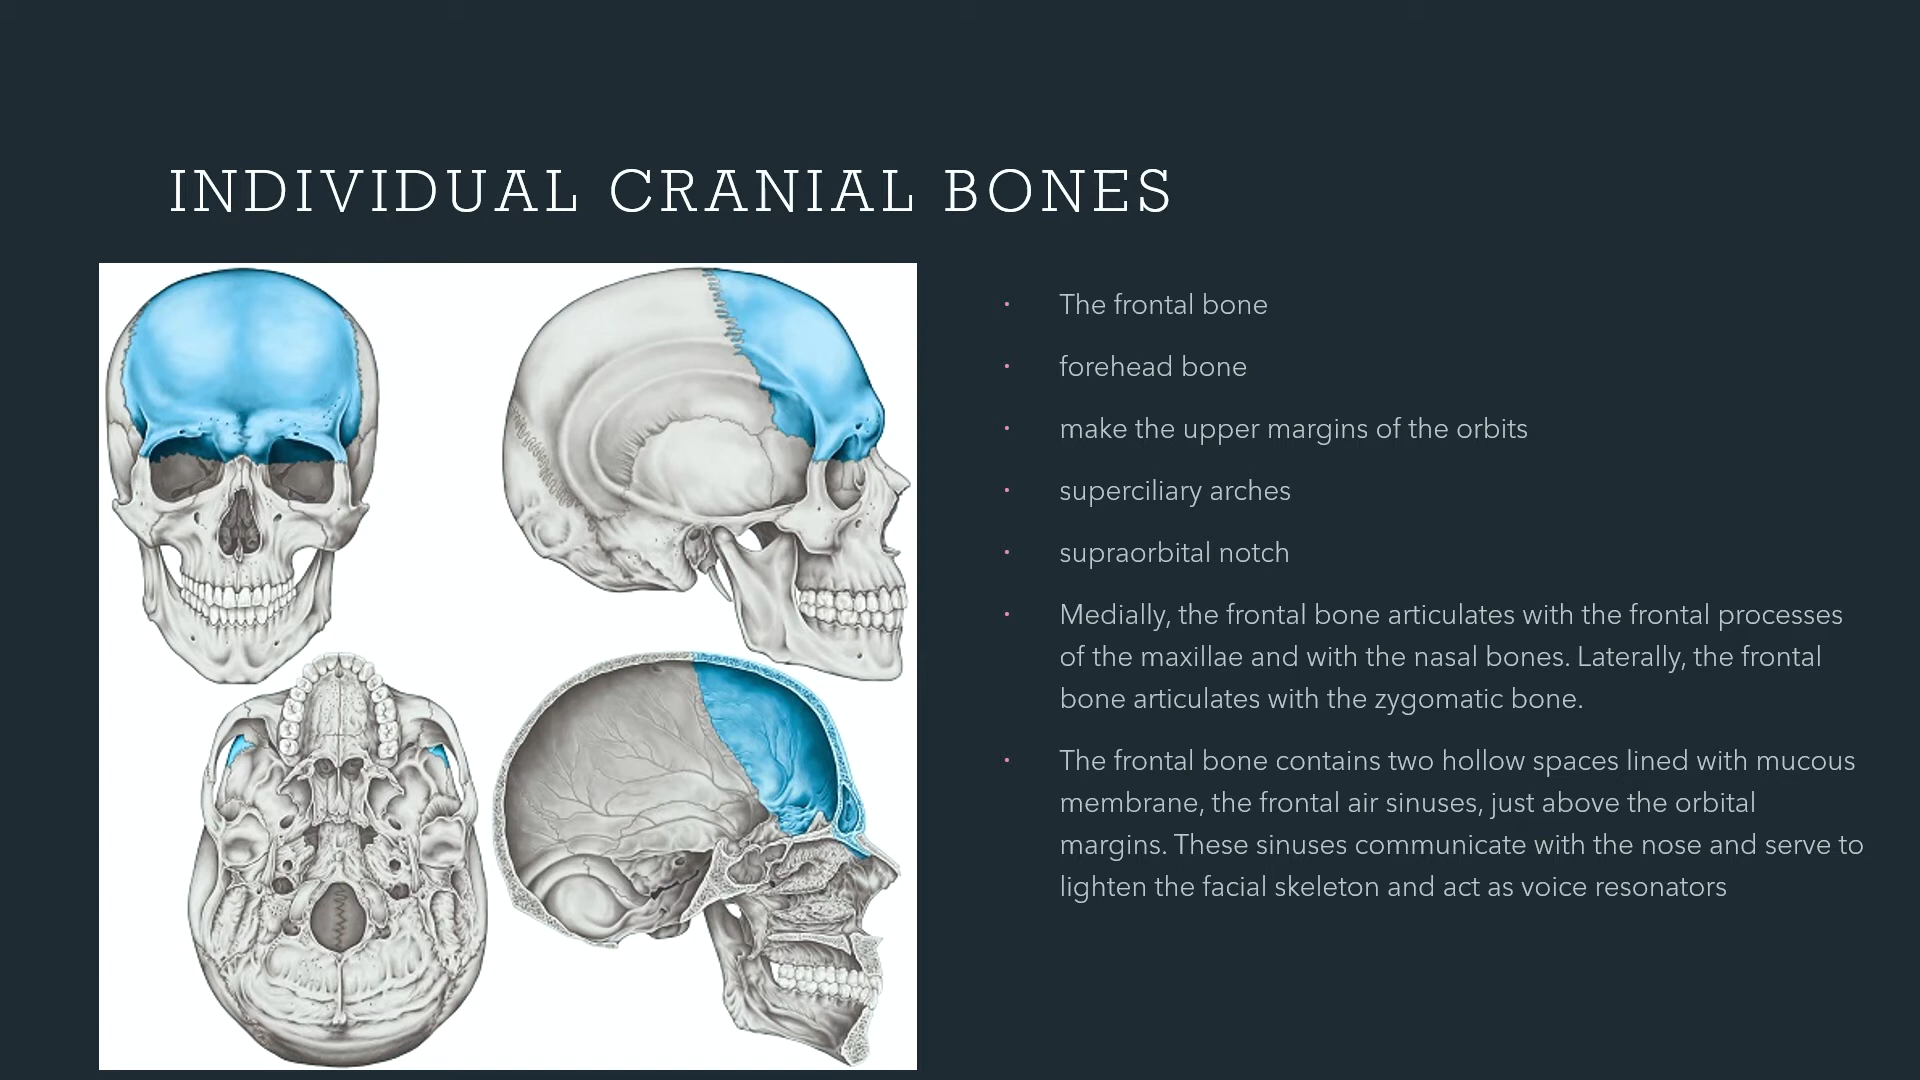 INDIVIDUAL CRANIAL BONES
· The frontal bone
· forehead bone
· make the upper margins of the orbits
· superciliary arches
· supraorbital notch
· Medially, the frontal bone articulates with the frontal processes
of the maxillae and with the nasal bones. Laterally, the frontal
bone articulates with the zygomatic bone.
· The frontal bone contains two hollow spaces lined with mucous
membrane, the frontal air sinuses, just above the orbital
margins. These sinuses communicate with the nose and serve to
lighten the facial skeleton and act as voice resonators